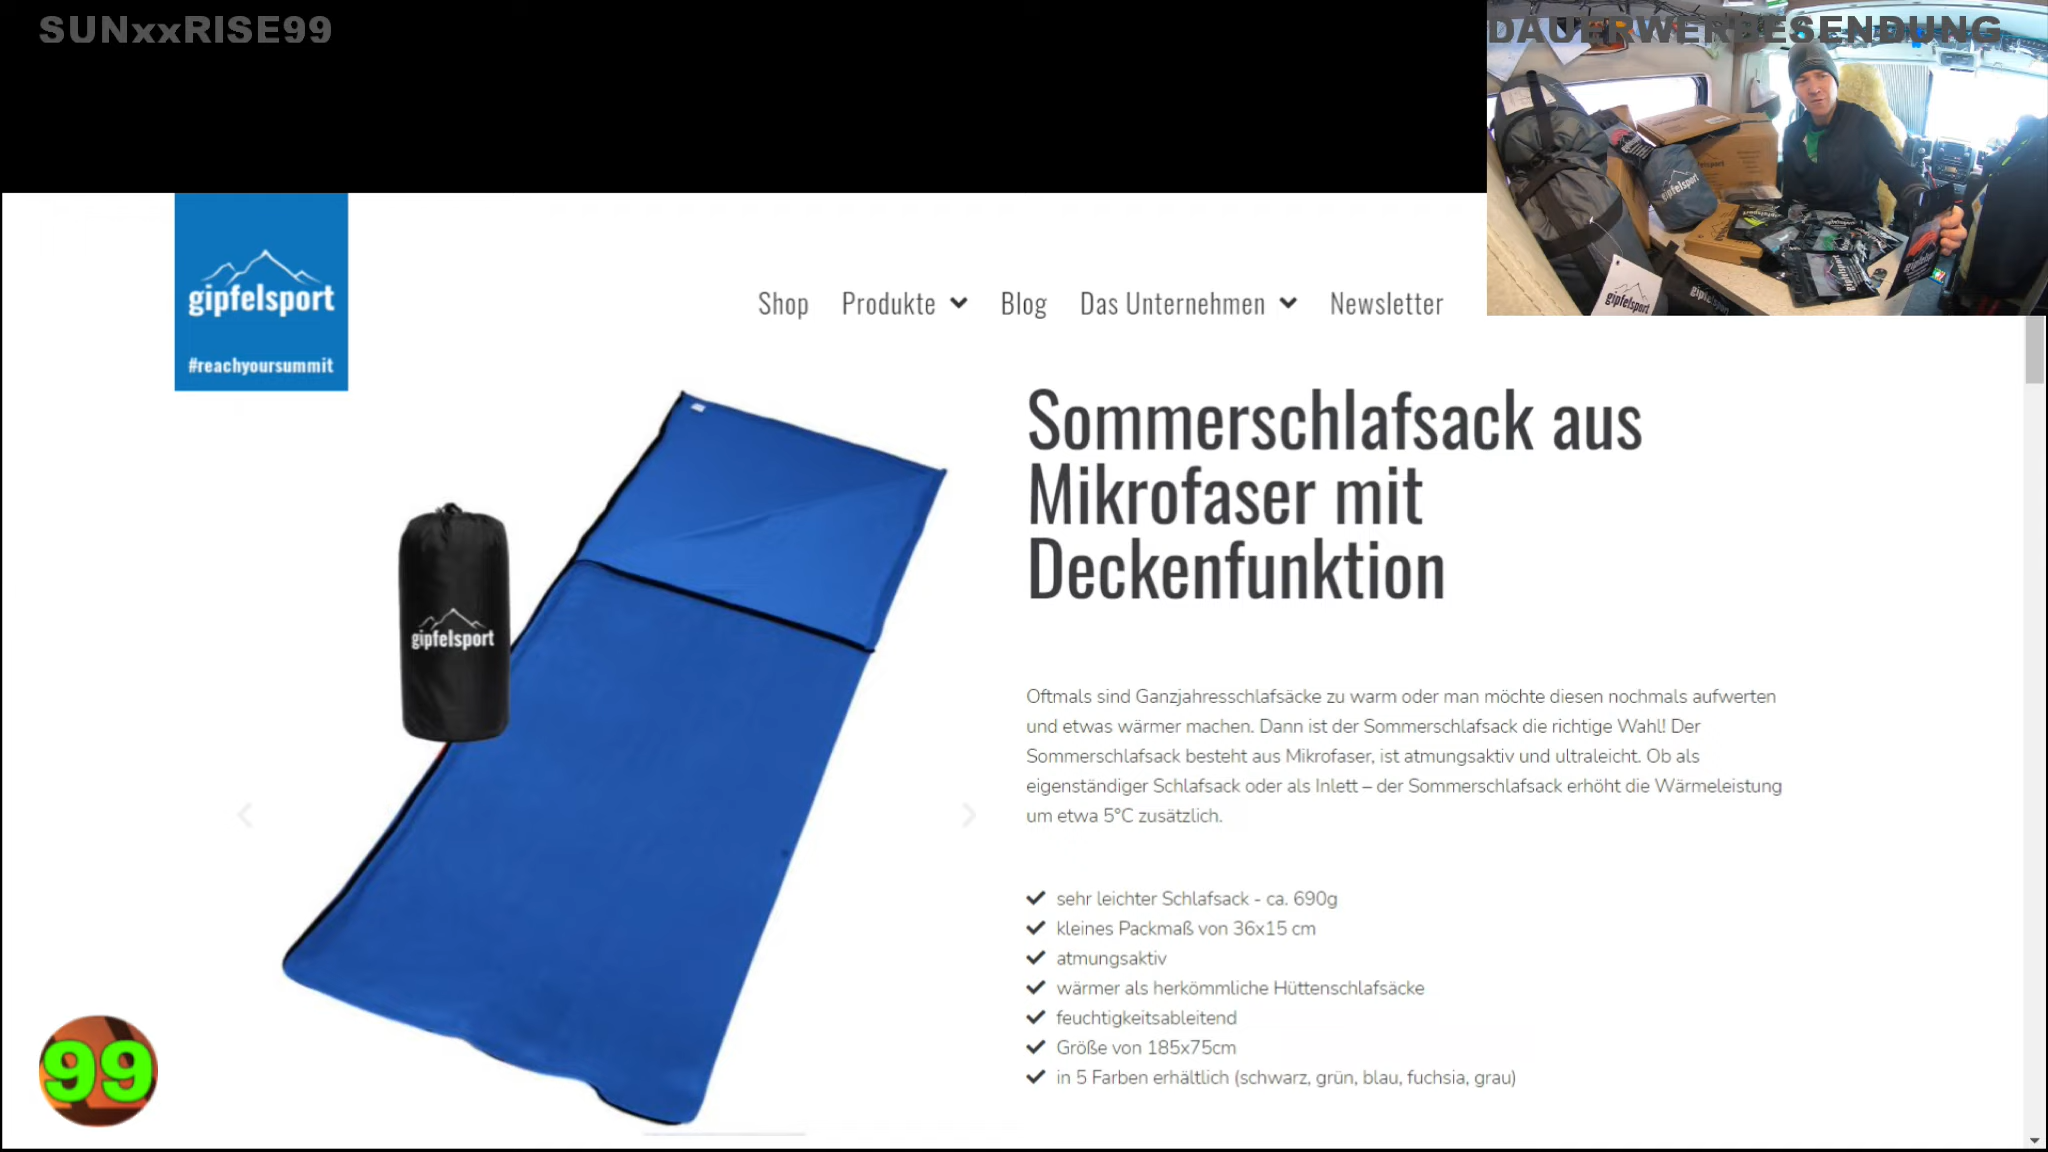 SUNxxRISE99
DAUERWERBESENDUNG
gipfelsport
#reachyoursummit
Shop Produkte Blog Das Unternehmen Newsletter
gipfelsport
gipfelsport
gipfelsport
gipfelsport
Sommerschlafsack aus
Mikrofaser mit
Deckenfunktion
gipfelsport
Oftmals sind Ganzjahresschlafsäcke zu warm oder man möchte diesen nochmals aufwerten
und etwas wärmer machen. Dann ist der Sommerschlafsack die richtige Wahl! Der
Sommerschlafsack besteht aus Mikrofaser, ist atmungsaktiv und ultraleicht. Ob als
eigenständiger Schlafsack oder als Inlett – der Sommerschlafsack erhöht die Wärmeleistung
um etwa 5°C zusätzlich.
sehr leichter Schlafsack - ca. 690g
kleines Packmaß von 36x15 cm
atmungsaktiv
wärmer als herkömmliche Hüttenschlafsäcke
feuchtigkeitsableitend
Größe von 185x75cm
in 5 Farben erhältlich (schwarz, grün, blau, fuchsia, grau)
99